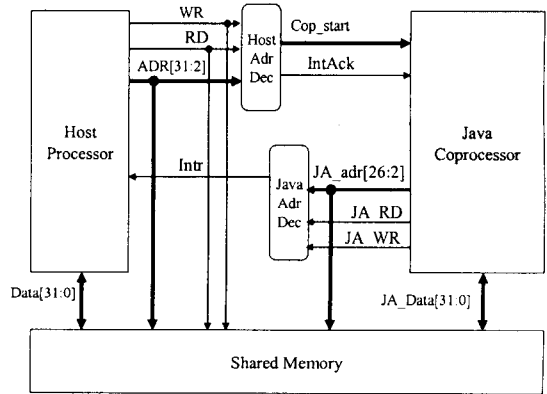 WR
RD
ADR[31:2]
Host
Adr
Dec
Cop_start
IntAck
Host
Processor
Java
Coprocessor
Intr
Java
Adr
Dec
JA_adr[26:2]
JA_RD
JA_WR
Data[31:0]
JA_Data[31:0]
Shared Memory